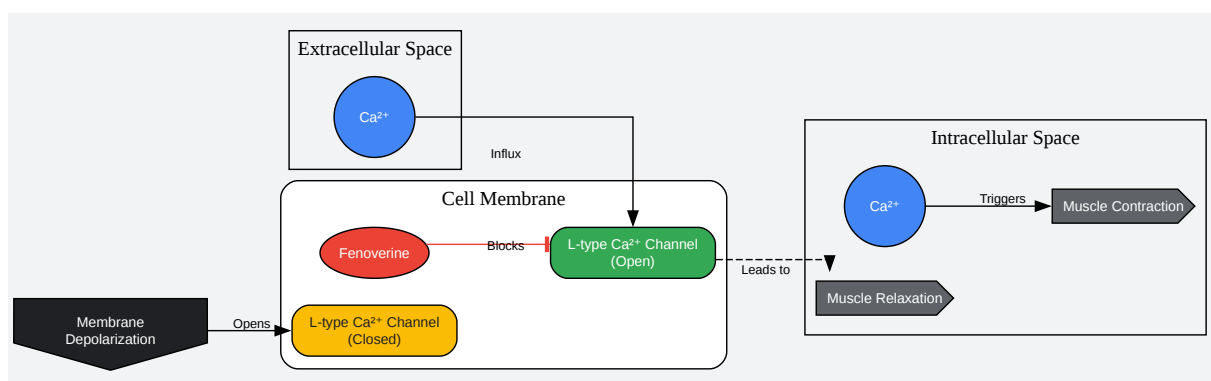 Extracellular Space
Ca²⁺
Influx
Cell Membrane
Fenoverine
Blocks
L-type Ca²⁺ Channel
(Open)
Leads to
L-type Ca²⁺ Channel
(Closed)
Membrane
Depolarization
Opens
Intracellular Space
Ca²⁺
Triggers
Muscle Contraction
Muscle Relaxation